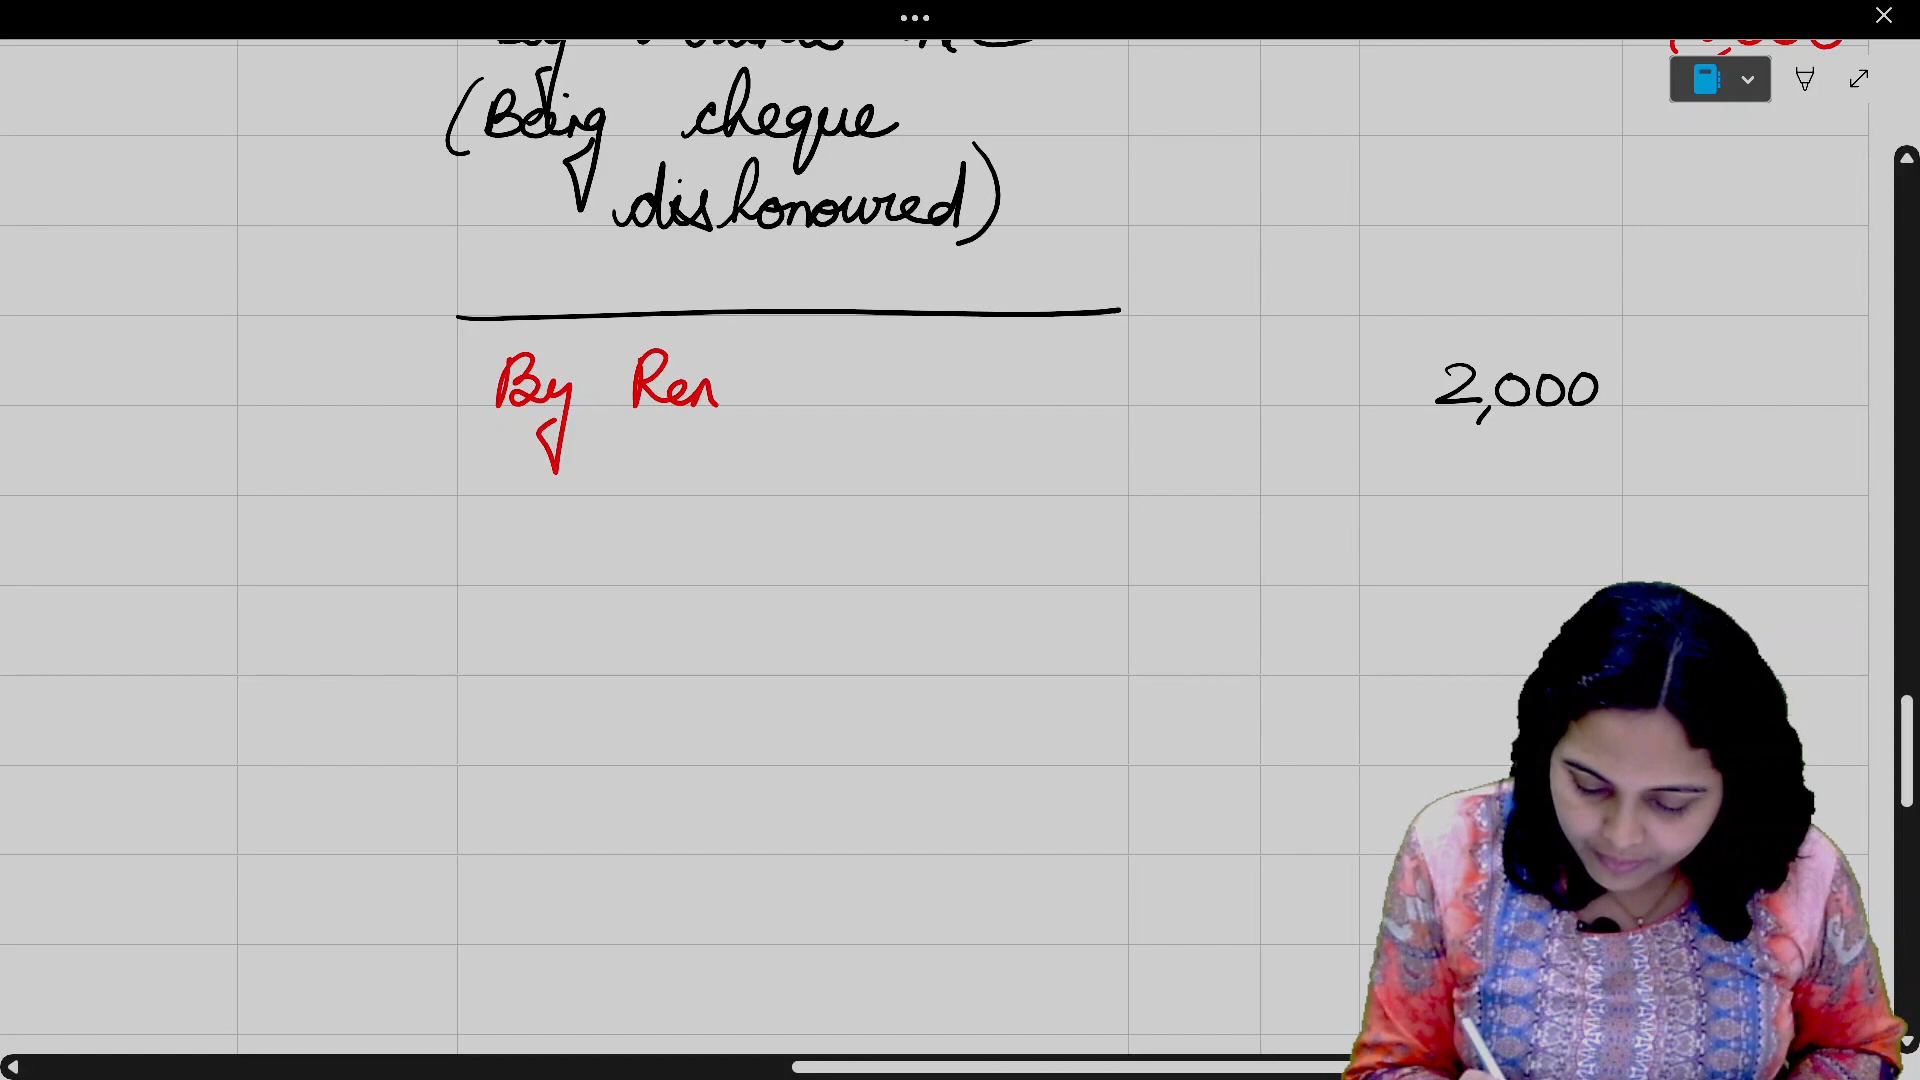 (Being cheque
dishonoured)
By Ren 2,000